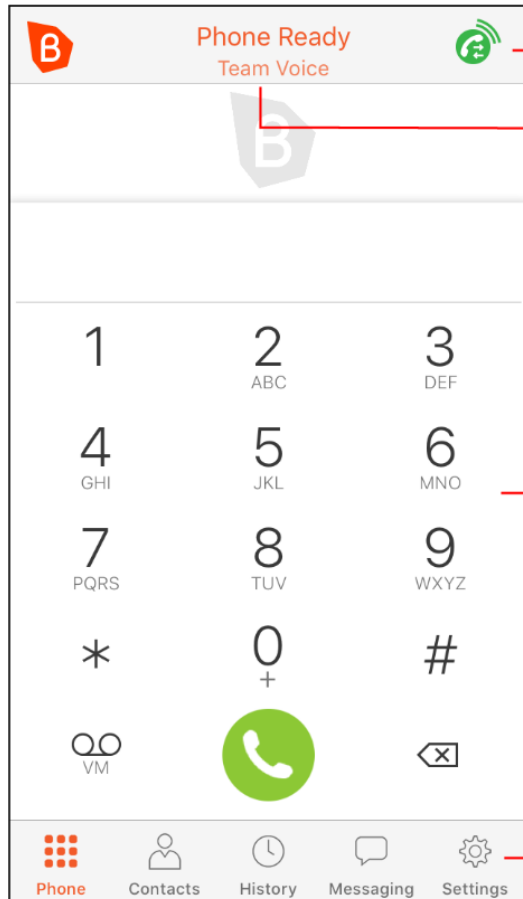 B
Phone Ready
Team Voice
B
1 2 3
ABC DEF
4 5 6
GHI JKL MNO
7 8 9
PQRS TUV WXYZ
* 0 #
+
VM
Phone Contacts History Messaging Settings